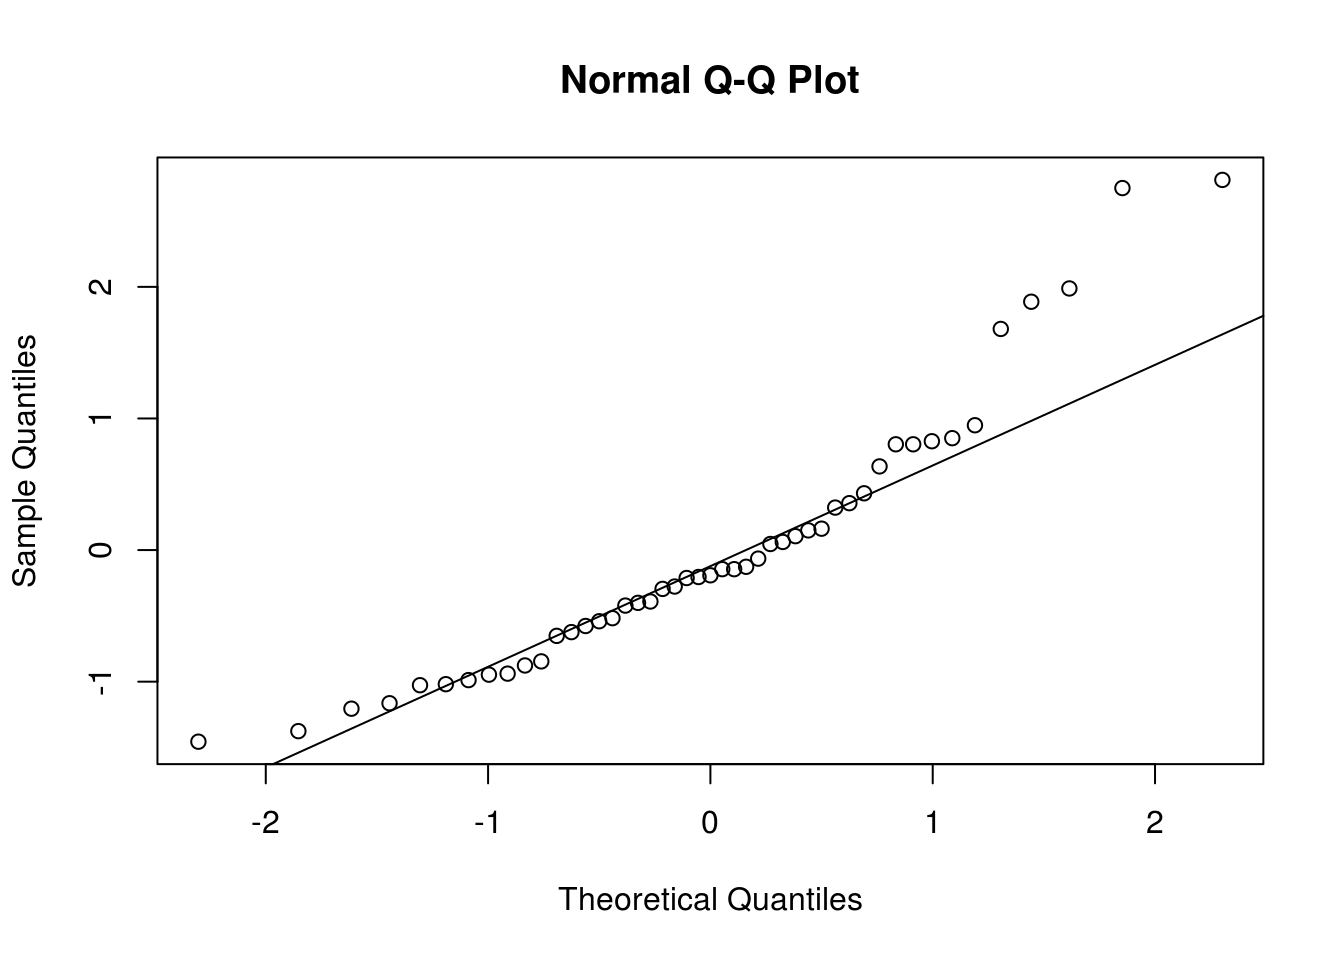 Normal Q-Q Plot
Sample Quantiles
2
1
0
-1
-2 -1 0 1 2
Theoretical Quantiles